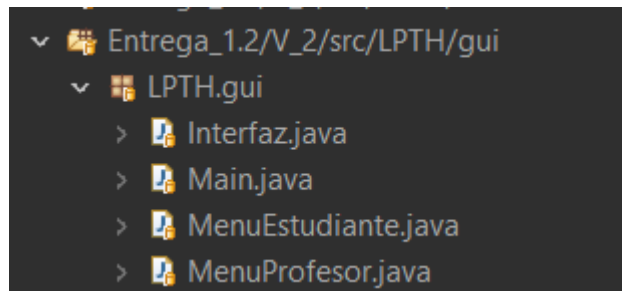 Entrega_1.2/V_2/src/LPTH/gui
LPTH.gui
Interfaz.java
Main.java
MenuEstudiante.java
MenuProfesor.java